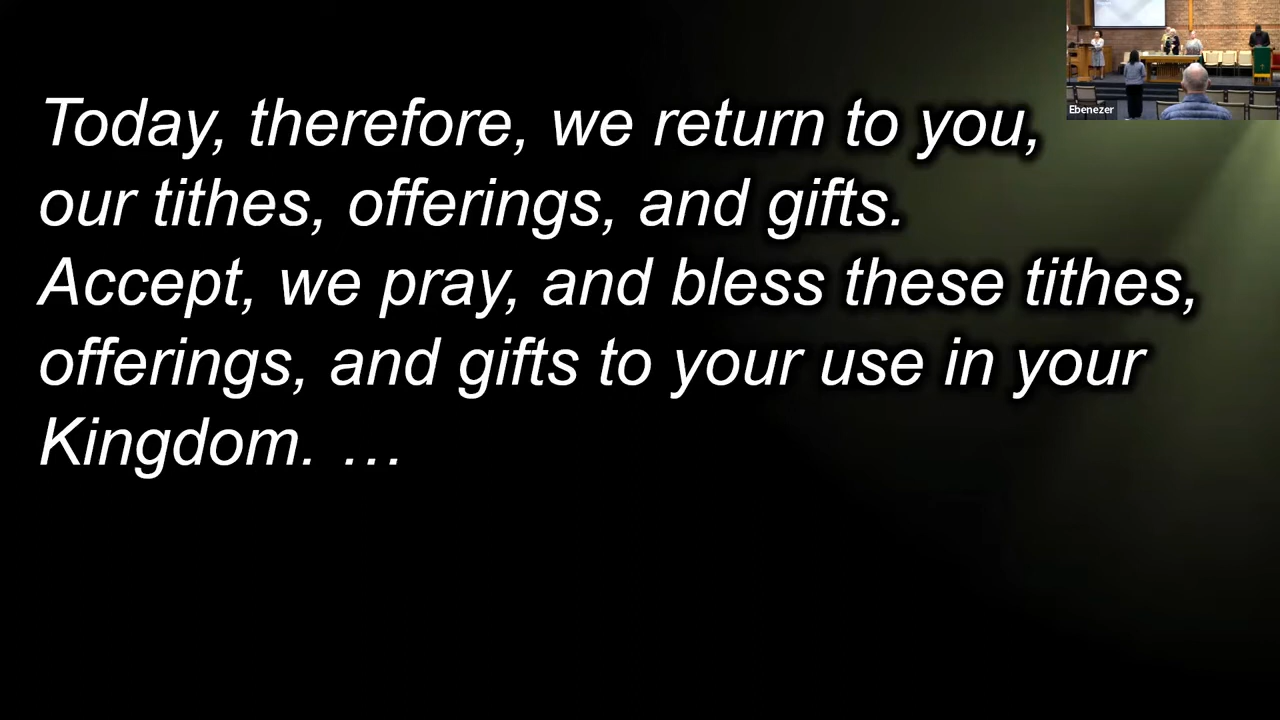 Today, therefore, we return to you,
our tithes, offerings, and gifts.
Accept, we pray, and bless these tithes,
offerings, and gifts to your use in your
Kingdom. …
Ebenezer